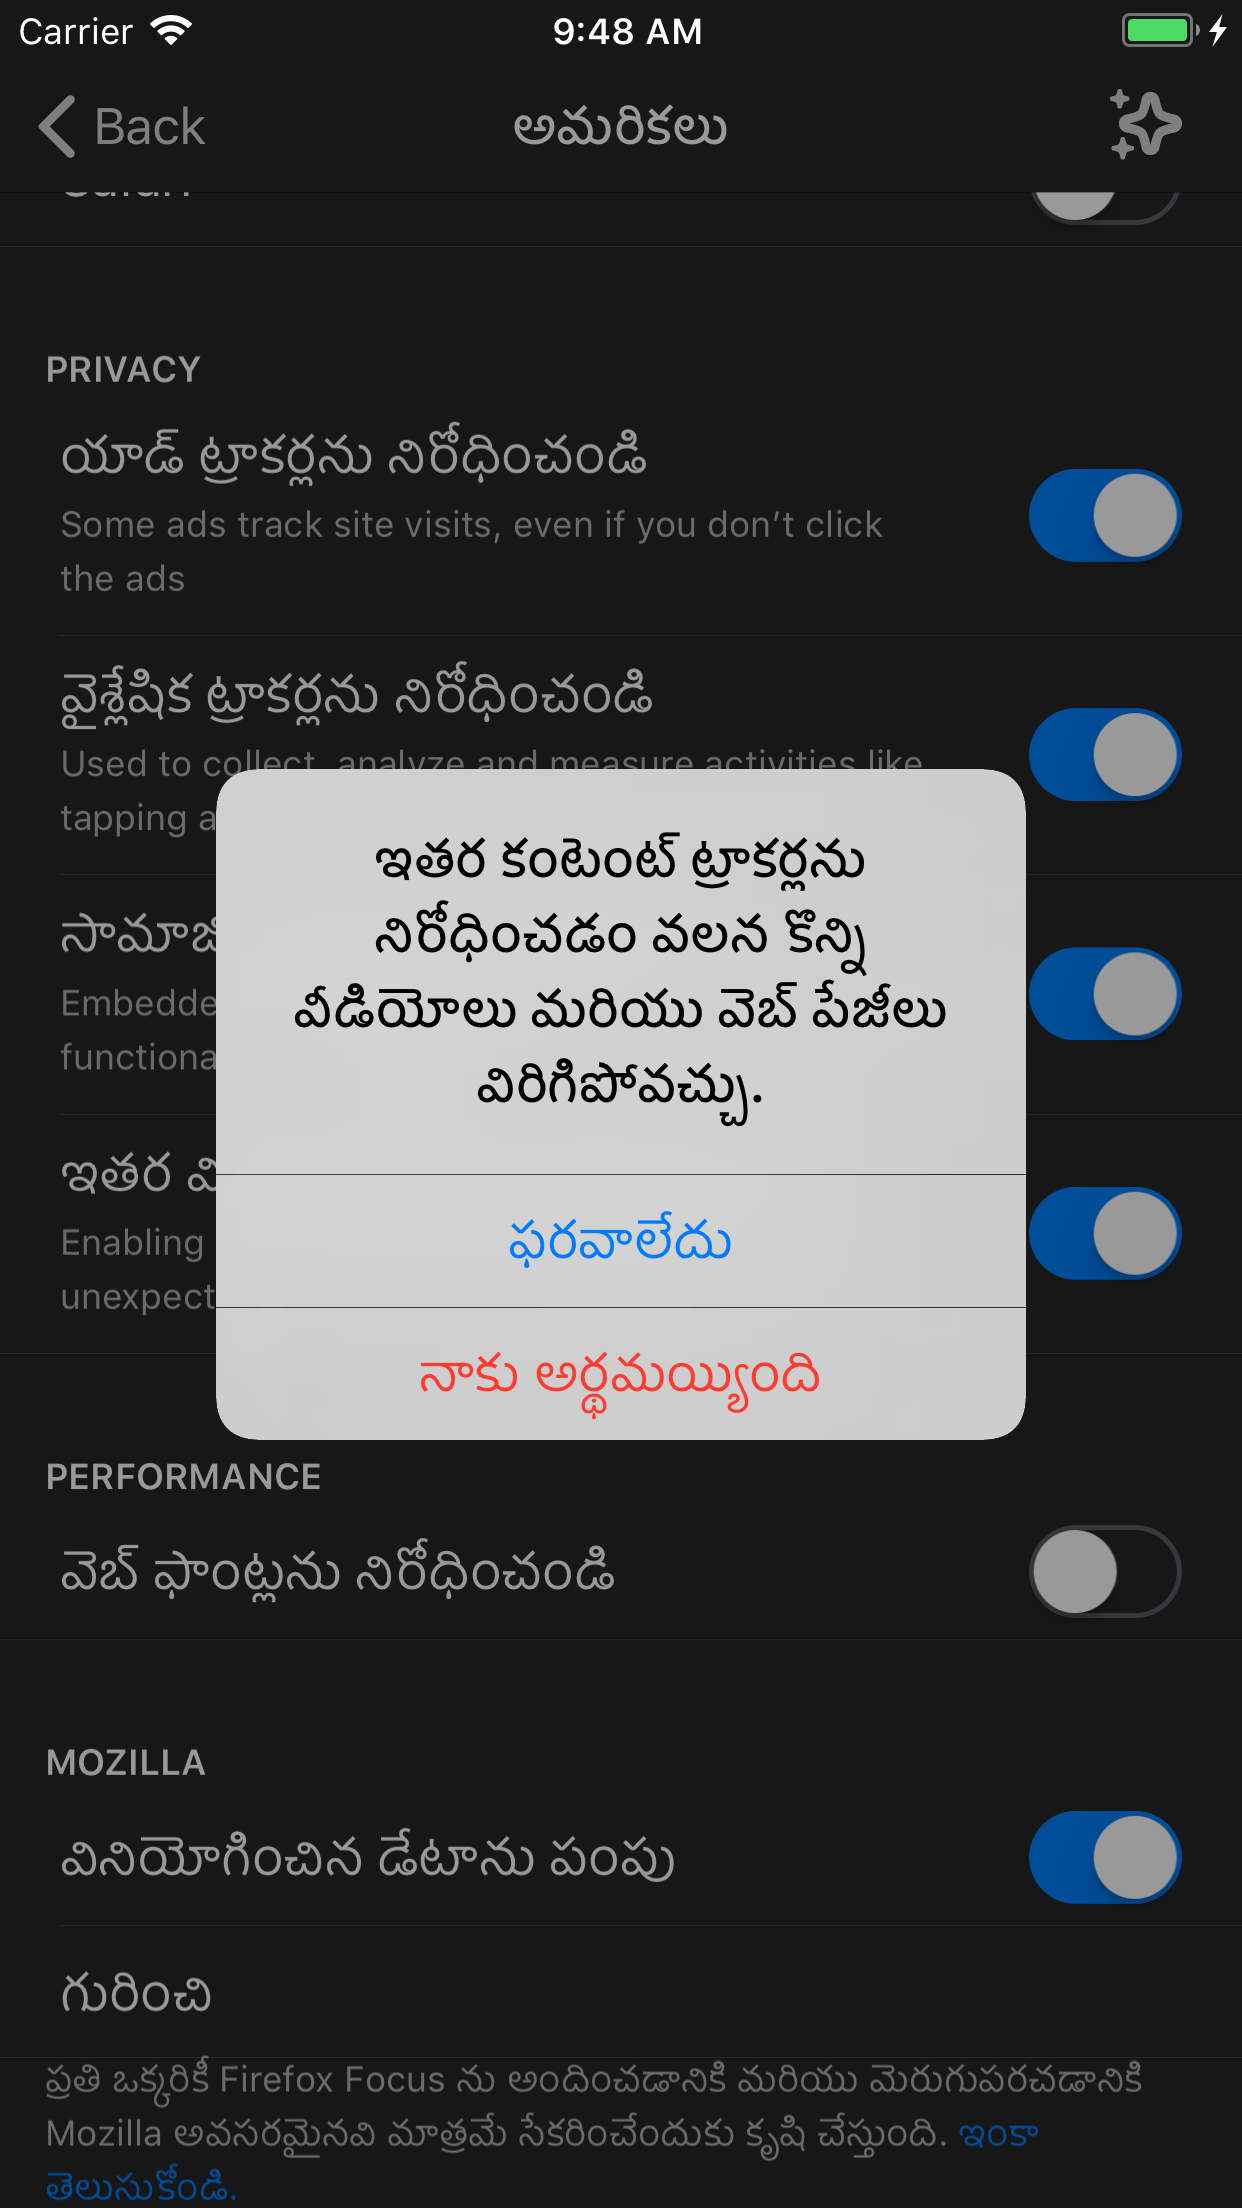 Carrier
9:48 AM
Back
అమరికలు
PRIVACY
యాడ్ ట్రాకర్లను నిరోధించండి
Some ads track site visits, even if you don’t click
the ads
వైశ్లేషిక ట్రాకర్లను నిరోధించండి
Used to collect, analyze and measure activities like
tapping
ఇతర కంటెంట్ ట్రాకర్లను
నిరోధించడం వలన కొన్ని
వీడియోలు మరియు వెబ్ పేజీలు
విరిగిపోవచ్చు.
ఫరవాలేదు
నాకు అర్థమయ్యింది
ఇతర
Enabling
PERFORMANCE
వెబ్ ఫాంట్లను నిరోధించండి
MOZILLA
వినియోగించిన డేటాను పంపు
గురించి
ప్రతి ఒక్కరికీ Firefox Focus ను అందించడానికి మరియు మెరుగుపరచడానికి
Mozilla అవసరమైనవి మాత్రమే సేకరించేందుకు కృషి చేస్తుంది. ఇంకా
తెలుసుకోండి.